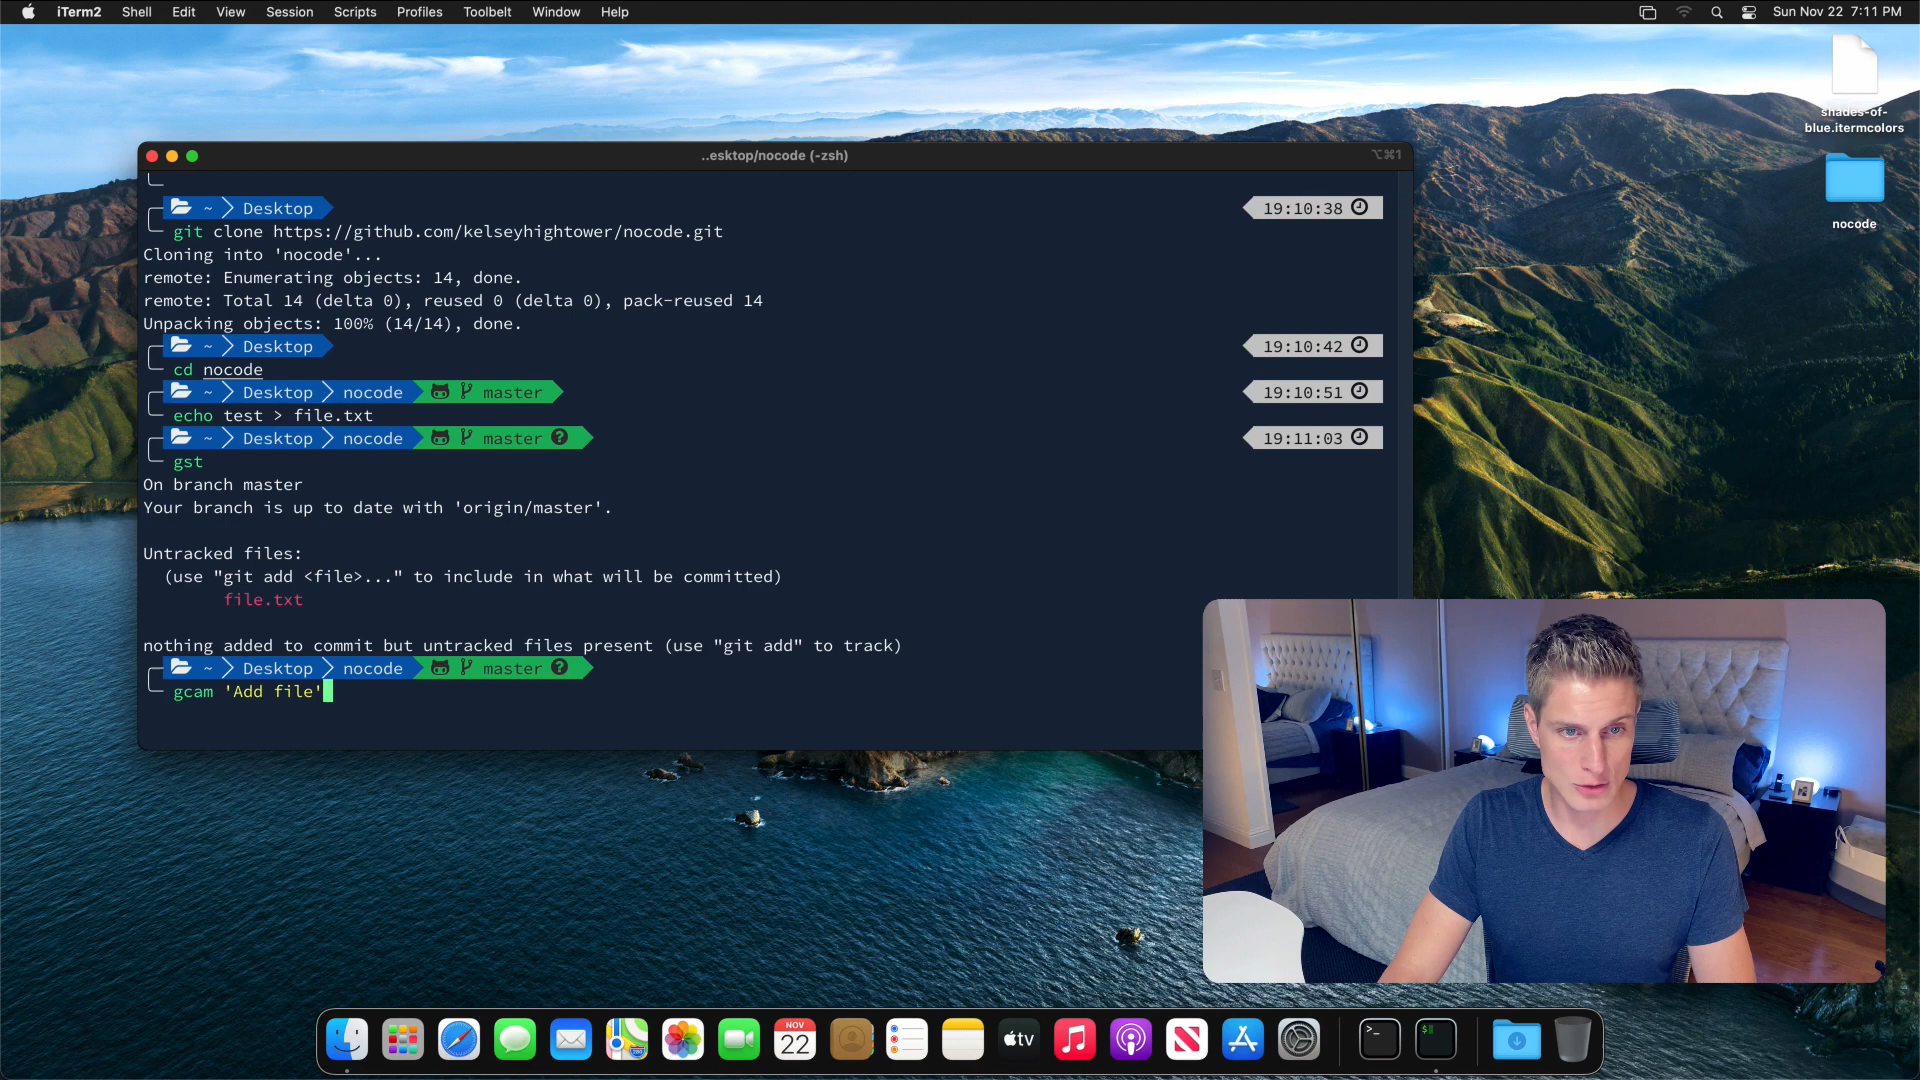 iTerm2 Shell Edit View Session Scripts Profiles Toolbelt Window Help Sun Nov 22 7:11 PM
shades-of-
blue.itermcolors
nocode
..esktop/nocode (-zsh) ⌥⌘1
~ Desktop 19:10:38
git clone https://github.com/kelseyhightower/nocode.git
Cloning into 'nocode'...
remote: Enumerating objects: 14, done.
remote: Total 14 (delta 0), reused 0 (delta 0), pack-reused 14
Unpacking objects: 100% (14/14), done.
~ Desktop 19:10:42
cd nocode
~ Desktop nocode master 19:10:51
echo test > file.txt
~ Desktop nocode master ? 19:11:03
gst
On branch master
Your branch is up to date with 'origin/master'.
Untracked files:
(use "git add <file>..." to include in what will be committed)
file.txt
nothing added to commit but untracked files present (use "git add" to track)
~ Desktop nocode master ?
gcam 'Add file'
NOV
22
tv
>_
$